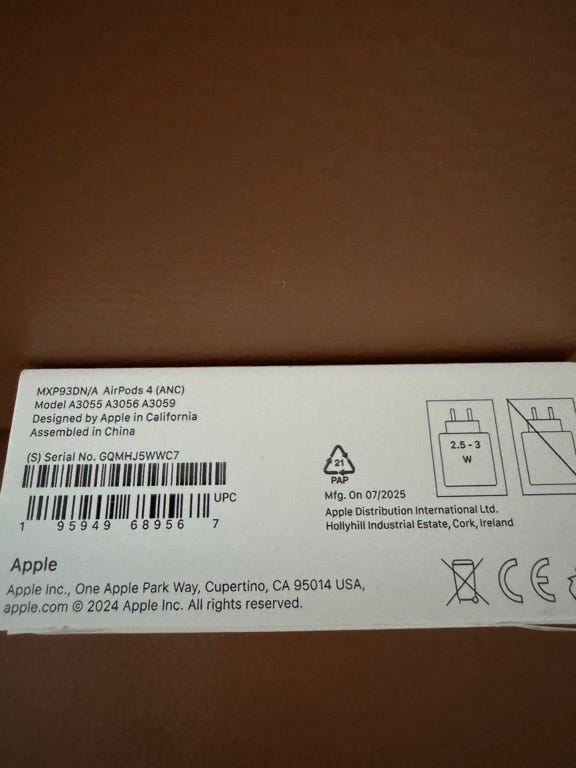 MXP93DN/A AirPods 4 (ANC)
Model A3055 A3056 A3059
Designed by Apple in California
Assembled in China
(S) Serial No. GQMHJ5WWC7
UPC
1 95949 68956 7
21
PAP
Mfg. On 07/2025
Apple Distribution International Ltd.
Hollyhill Industrial Estate, Cork, Ireland
2.5 - 3
W
Apple
Apple Inc., One Apple Park Way, Cupertino, CA 95014 USA,
apple.com © 2024 Apple Inc. All rights reserved.
CE